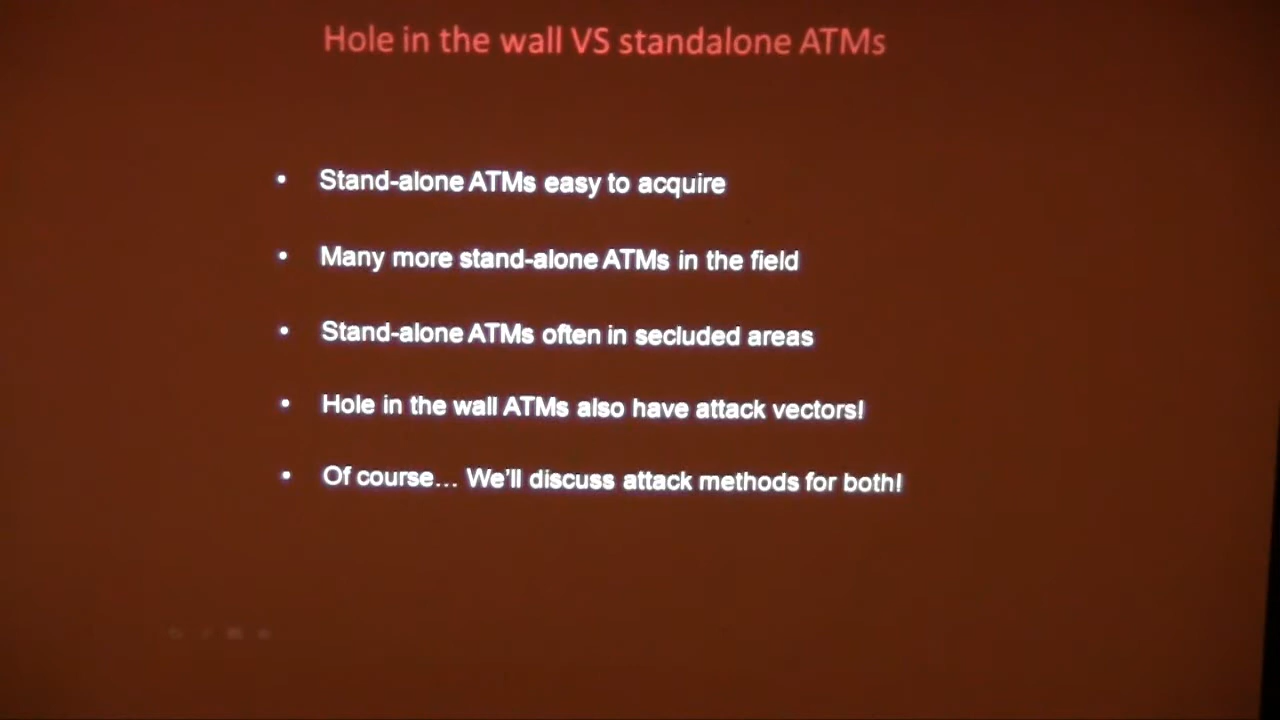 Hole in the wall VS standalone ATMs
• Stand-alone ATMs easy to acquire
• Many more stand-alone ATMs in the field
• Stand-alone ATMs often in secluded areas
• Hole in the wall ATMs also have attack vectors!
• Of course… We’ll discuss attack methods for both!